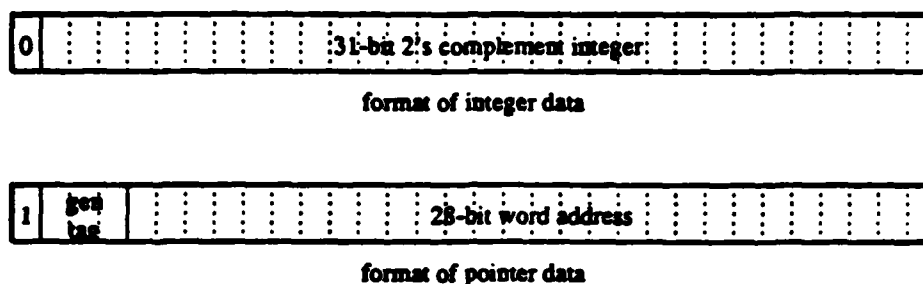 0 31-bit 2's complement integer
format of integer data
gen
1 28-bit word address
tag
format of pointer data